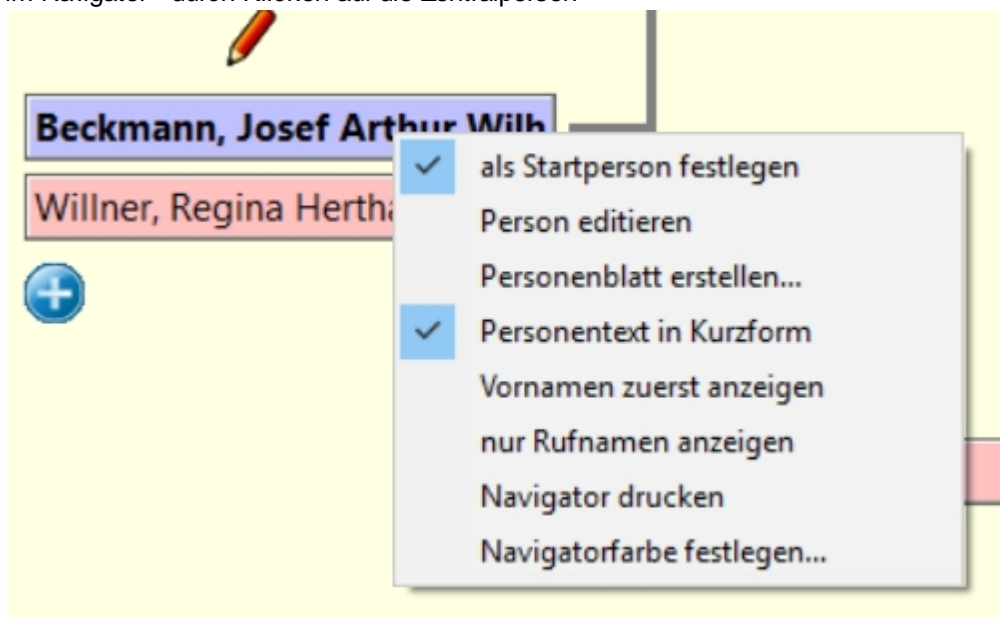 im Navigator - durch Klicken auf die Zentralperson
Beckmann, Josef Arthur Wilh
Willner, Regina Hertha
als Startperson festlegen
Person editieren
Personenblatt erstellen...
Personentext in Kurzform
Vornamen zuerst anzeigen
nur Rufnamen anzeigen
Navigator drucken
Navigatorfarbe festlegen...